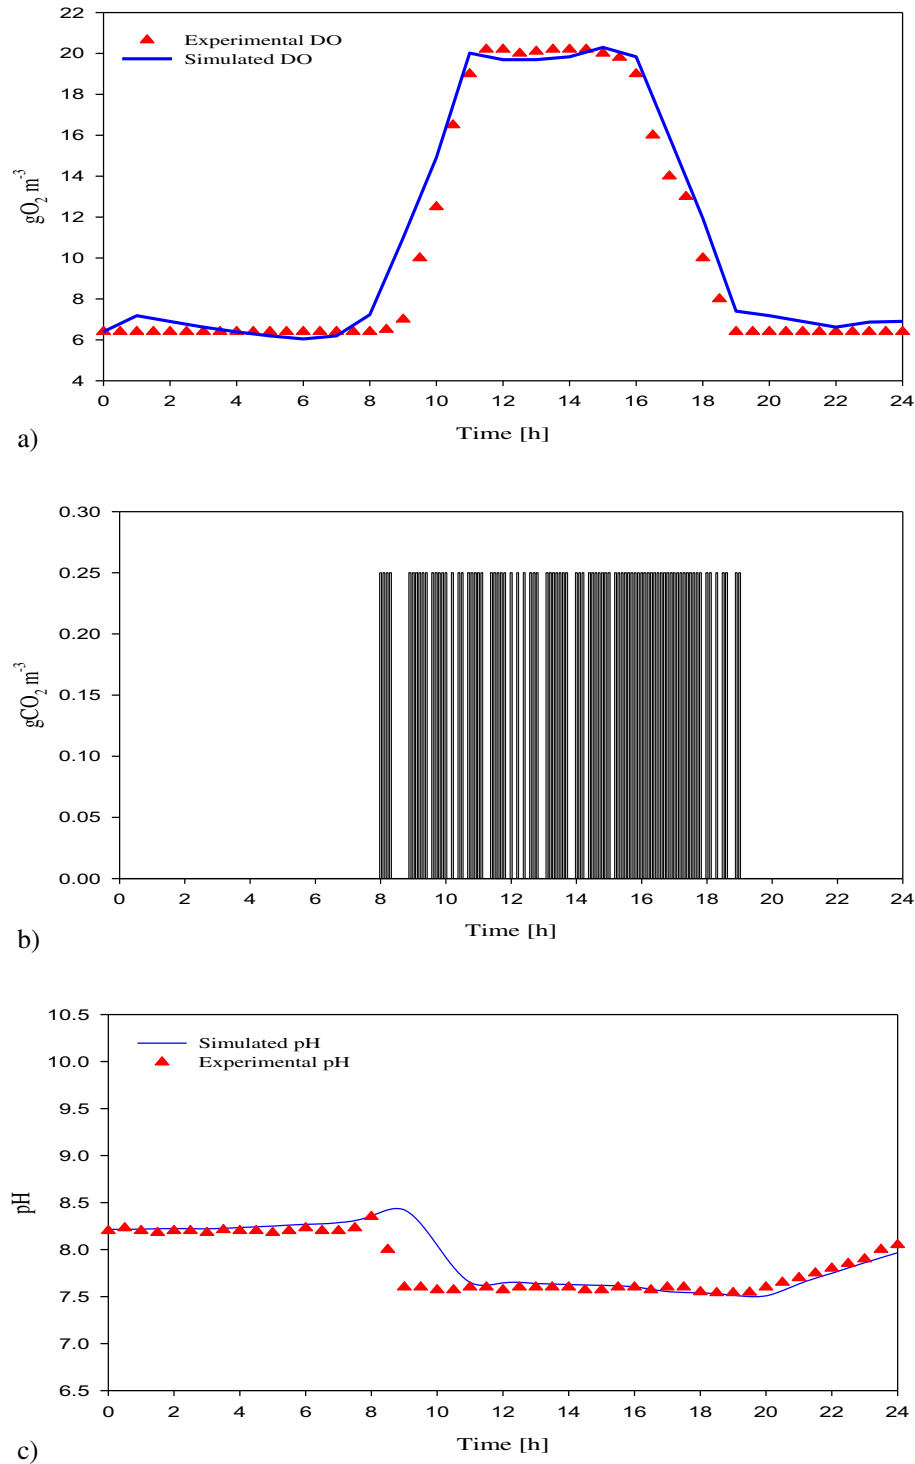 22
20
18
16
14
12
10
8
6
4
Experimental DO
Simulated DO
gO₂ m⁻³
0 2 4 6 8 10 12 14 16 18 20 22 24
Time [h]
a)
0.30
0.25
0.20
0.15
0.10
0.05
0.00
gCO₂ m⁻³
0 2 4 6 8 10 12 14 16 18 20 22 24
Time [h]
b)
10.5
10.0
9.5
9.0
8.5
8.0
7.5
7.0
6.5
Simulated pH
Experimental pH
pH
0 2 4 6 8 10 12 14 16 18 20 22 24
Time [h]
c)